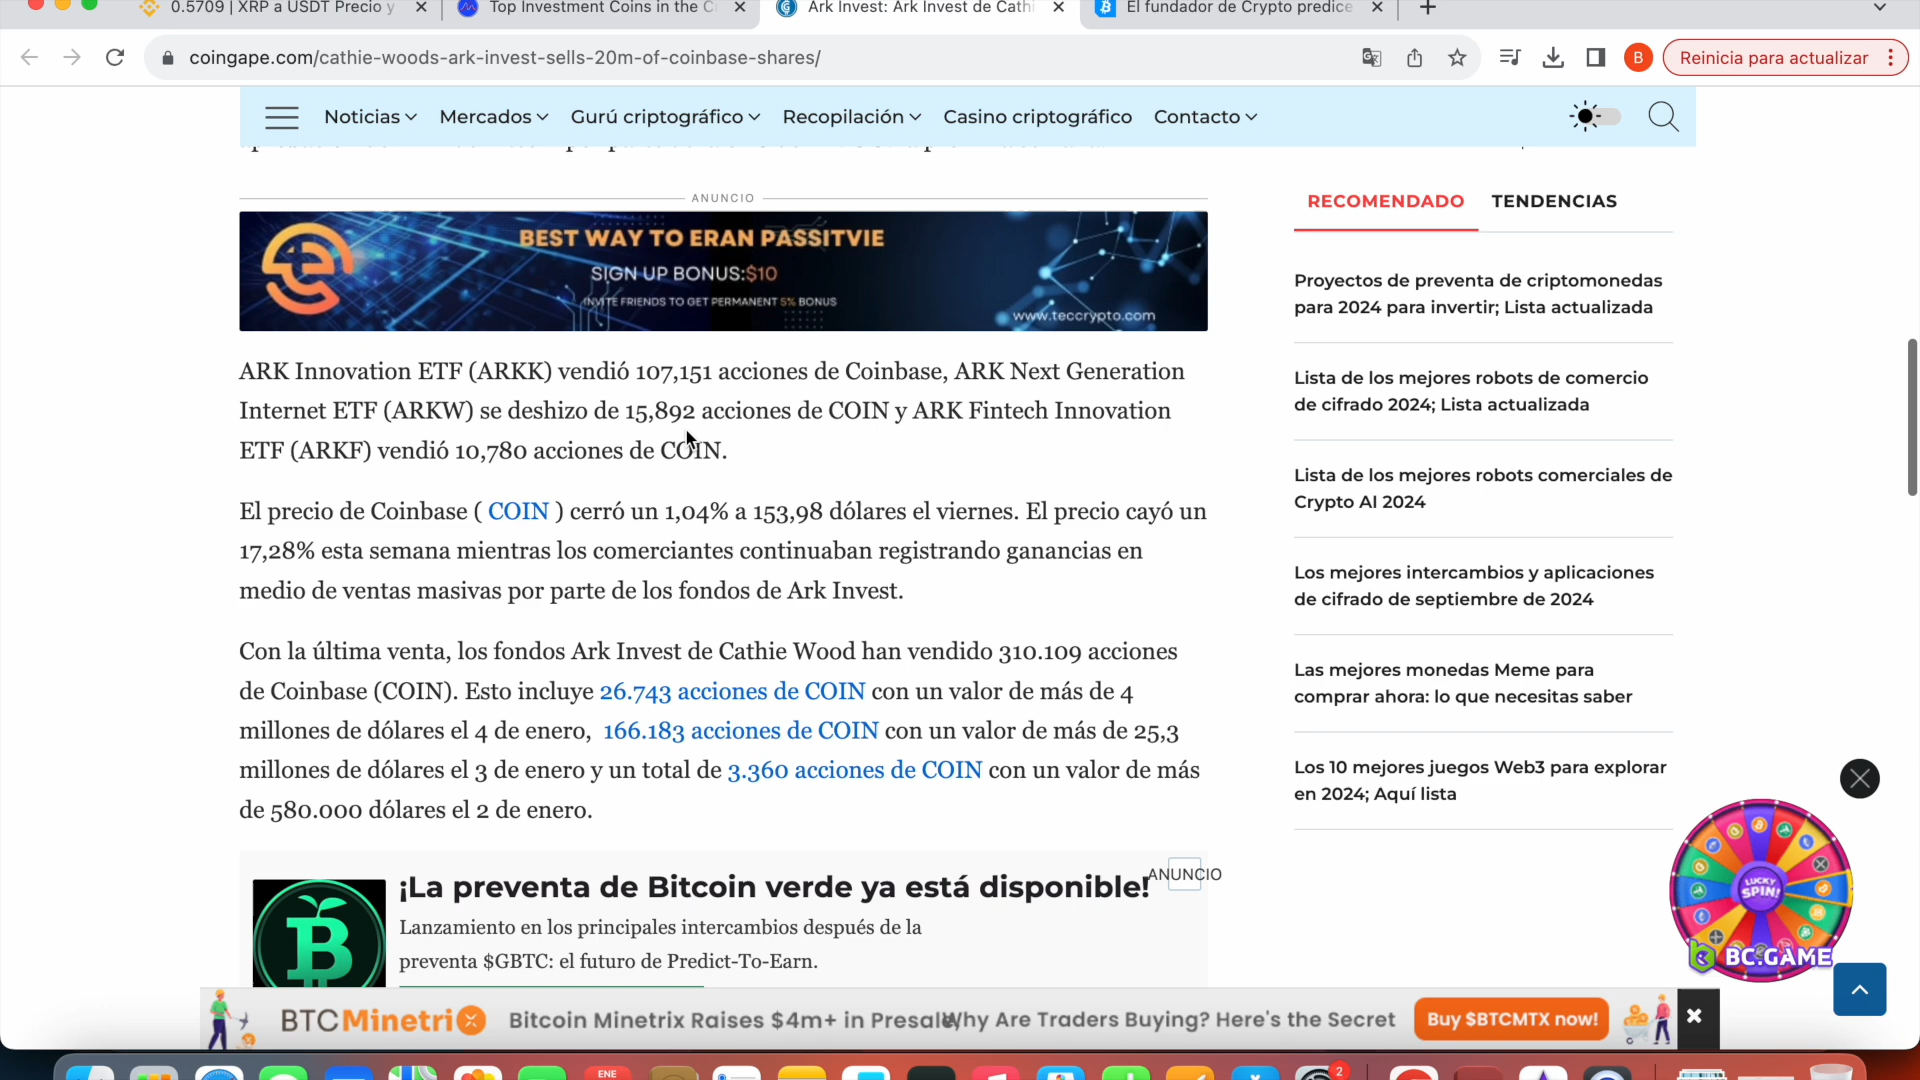 0.5709 | XRP a USDT Precio y
Top Investment Coins in the C
Ark Invest: Ark Invest de Cathi
El fundador de Crypto predice
coingape.com/cathie-woods-ark-invest-sells-20m-of-coinbase-shares/
B
Reinicia para actualizar
Noticias
Mercados
Gurú criptográfico
Recopilación
Casino criptográfico
Contacto
ANUNCIO
BEST WAY TO ERAN PASSITVIE
SIGN UP BONUS:$10
INVITE FRIENDS TO GET PERMANENT 5% BONUS
www.teccrypto.com
ARK Innovation ETF (ARKK) vendió 107,151 acciones de Coinbase, ARK Next Generation
Internet ETF (ARKW) se deshizo de 15,892 acciones de COIN y ARK Fintech Innovation
ETF (ARKF) vendió 10,780 acciones de COIN.
El precio de Coinbase ( COIN ) cerró un 1,04% a 153,98 dólares el viernes. El precio cayó un
17,28% esta semana mientras los comerciantes continuaban registrando ganancias en
medio de ventas masivas por parte de los fondos de Ark Invest.
Con la última venta, los fondos Ark Invest de Cathie Wood han vendido 310.109 acciones
de Coinbase (COIN). Esto incluye 26.743 acciones de COIN con un valor de más de 4
millones de dólares el 4 de enero, 166.183 acciones de COIN con un valor de más de 25,3
millones de dólares el 3 de enero y un total de 3.360 acciones de COIN con un valor de más
de 580.000 dólares el 2 de enero.
¡La preventa de Bitcoin verde ya está disponible!
ANUNCIO
Lanzamiento en los principales intercambios después de la
preventa $GBTC: el futuro de Predict-To-Earn.
RECOMENDADO
TENDENCIAS
Proyectos de preventa de criptomonedas
para 2024 para invertir; Lista actualizada
Lista de los mejores robots de comercio
de cifrado 2024; Lista actualizada
Lista de los mejores robots comerciales de
Crypto AI 2024
Los mejores intercambios y aplicaciones
de cifrado de septiembre de 2024
Las mejores monedas Meme para
comprar ahora: lo que necesitas saber
Los 10 mejores juegos Web3 para explorar
en 2024; Aquí lista
LUCKY
SPIN!
BC.GAME
BTCMinetrix
Bitcoin Minetrix Raises $4m+ in Presale,
Why Are Traders Buying? Here's the Secret
Buy $BTCMTX now!
ENE
2